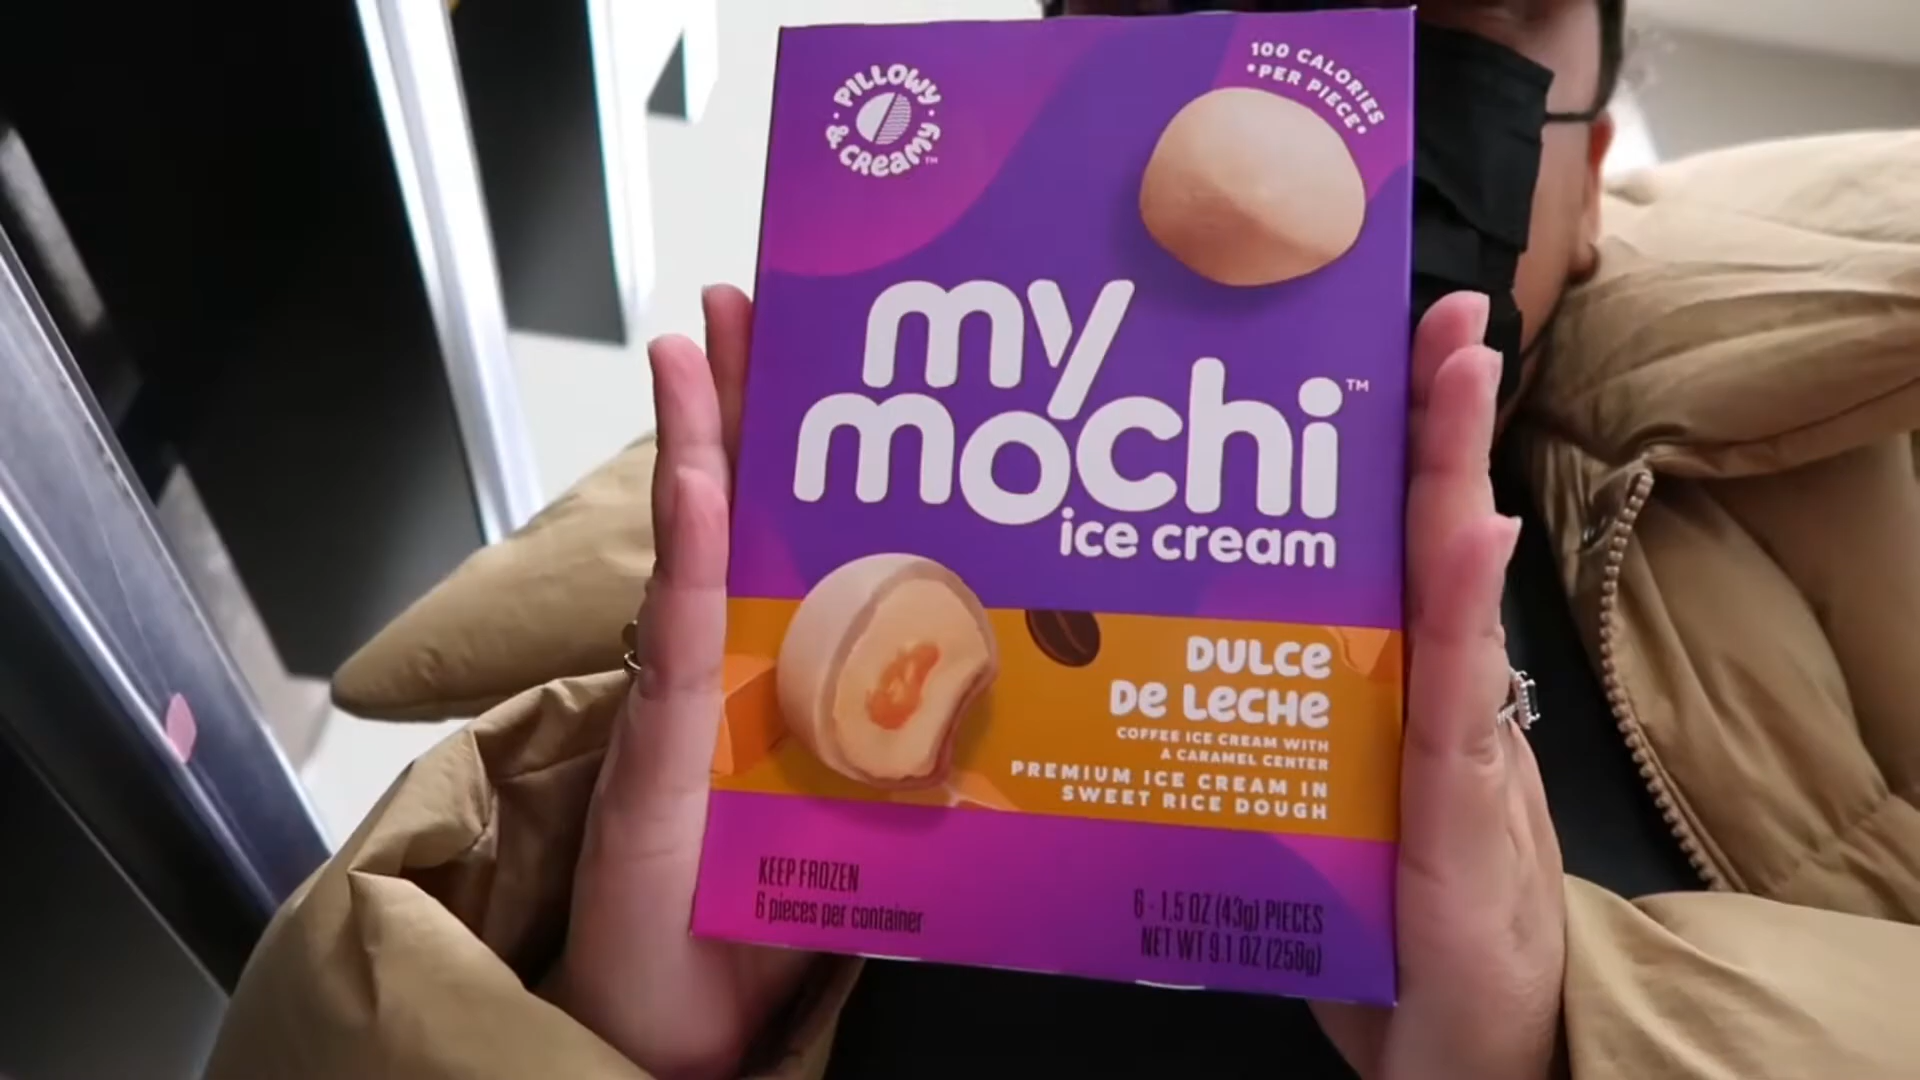 PILLOWY
& CREAMY™
100 CALORIES
• PER PIECE •
my
mochi™
ice cream
DULCE
DE LECHE
COFFEE ICE CREAM WITH
A CARAMEL CENTER
PREMIUM ICE CREAM IN
SWEET RICE DOUGH
KEEP FROZEN
6 pieces per container
6 - 1.5 OZ (43g) PIECES
NET WT 9.1 OZ (258g)